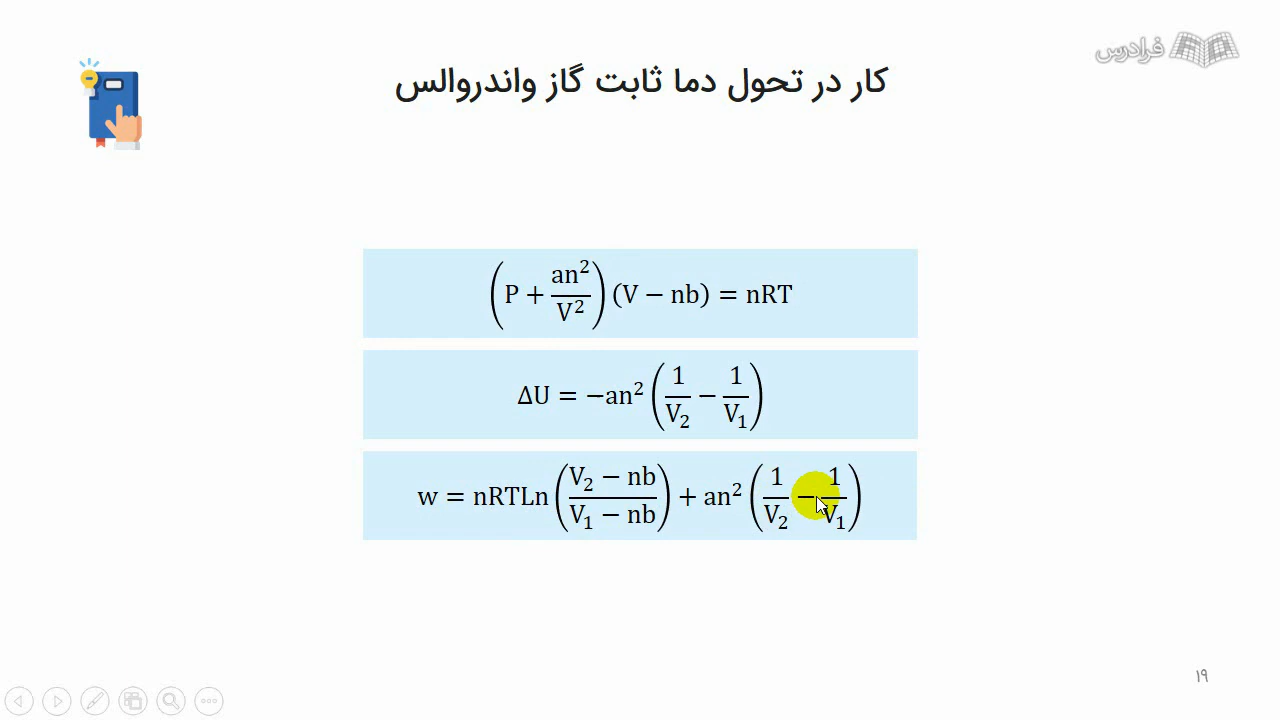 فرادرس
کار در تحول دما ثابت گاز واندروالس
(P + an²/V²) (V − nb) = nRT
ΔU = −an² (1/V₂ − 1/V₁)
w = nRTLn ((V₂ − nb)/(V₁ − nb)) + an² (1/V₂ − 1/V₁)
۱۹